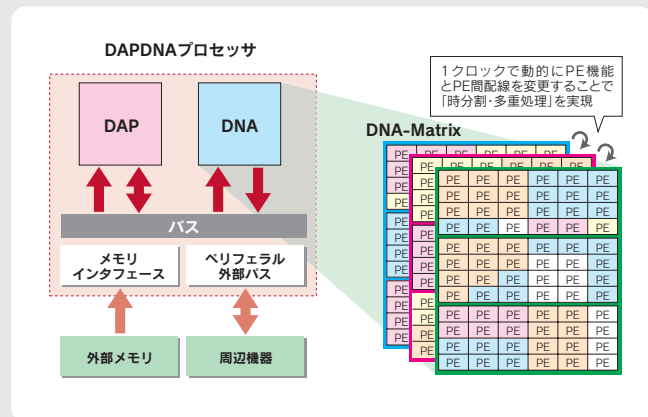 DAPDNAプロセッサ
DAP
DNA
バス
メモリ
インタフェース
ペリフェラル
外部バス
外部メモリ
周辺機器
1クロックで動的にPE機能
とPE間配線を変更することで
「時分割・多重処理」を実現
DNA-Matrix
PE PE PE PE PE PE
PE PE PE PE PE PE
PE PE PE PE PE PE
PE PE PE PE PE PE
PE PE PE PE PE PE
PE PE PE PE PE PE
PE PE PE PE PE PE
PE PE PE PE PE PE
PE PE PE PE PE PE
PE PE PE PE PE PE
PE PE PE PE PE PE
PE PE PE PE PE PE